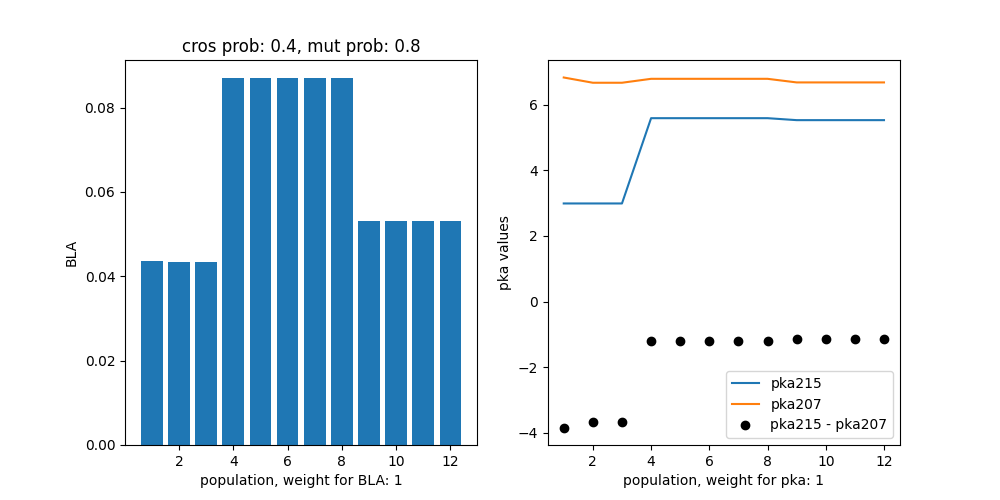 cros prob: 0.4, mut prob: 0.8
BLA
0.08
0.06
0.04
0.02
0.00
2 4 6 8 10 12
population, weight for BLA: 1
pka values
6
4
2
0
−2
−4
pka215
pka207
pka215 - pka207
2 4 6 8 10 12
population, weight for pka: 1